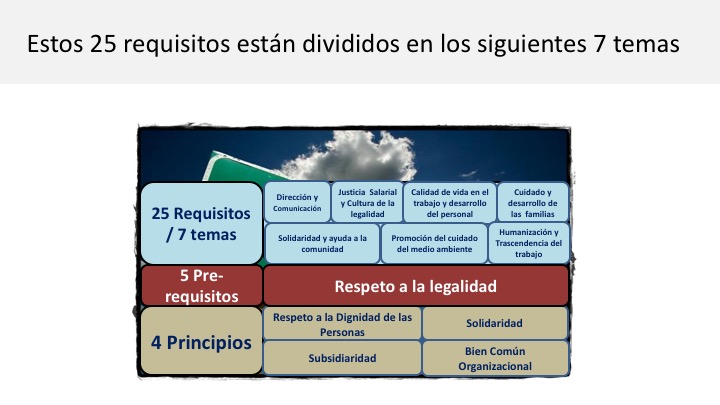 Estos 25 requisitos están divididos en los siguientes 7 temas
25 Requisitos
/ 7 temas
Dirección y
Comunicación
Justicia Salarial
y Cultura de la
legalidad
Calidad de vida en el
trabajo y desarrollo
del personal
Cuidado y
desarrollo de
las familias
Solidaridad y ayuda a la
comunidad
Promoción del cuidado
del medio ambiente
Humanización y
Trascendencia del
trabajo
5 Pre-
requisitos
Respeto a la legalidad
4 Principios
Respeto a la Dignidad de las
Personas
Solidaridad
Subsidiaridad
Bien Común
Organizacional